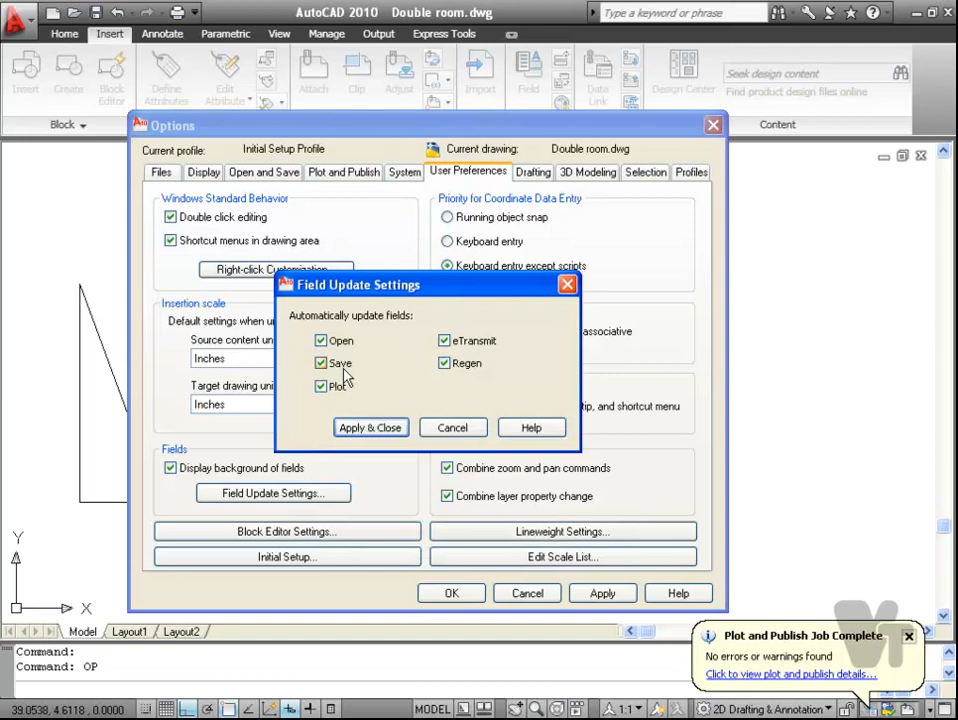 AutoCAD 2010 Double room.dwg
Type a keyword or phrase
Home Insert Annotate Parametric View Manage Output Express Tools
Insert Create Block Editor Define Attributes Edit Attribute Attach Clip Adjust Import Field Data Link Design Center
Seek design content
Find product design files online
Block Content
Options
Current profile: Initial Setup Profile Current drawing: Double room.dwg
Files Display Open and Save Plot and Publish System User Preferences Drafting 3D Modeling Selection Profiles
Windows Standard Behavior
Double click editing
Shortcut menus in drawing area
Right-click Customization...
Priority for Coordinate Data Entry
Running object snap
Keyboard entry
Keyboard entry except scripts
Insertion scale
Default settings when u
Source content un
Inches
Target drawing uni
Inches
associative
tip, and shortcut menu
Field Update Settings
Automatically update fields:
Open eTransmit
Save Regen
Plot
Apply & Close Cancel Help
Fields
Display background of fields
Field Update Settings...
Combine zoom and pan commands
Combine layer property change
Block Editor Settings... Lineweight Settings...
Initial Setup... Edit Scale List...
OK Cancel Apply Help
Y
X
Model Layout1 Layout2
Command:
Command: OP
Plot and Publish Job Complete
No errors or warnings found
Click to view plot and publish details...
39.0538, 4.6118, 0.0000 MODEL 1:1 2D Drafting & Annotation